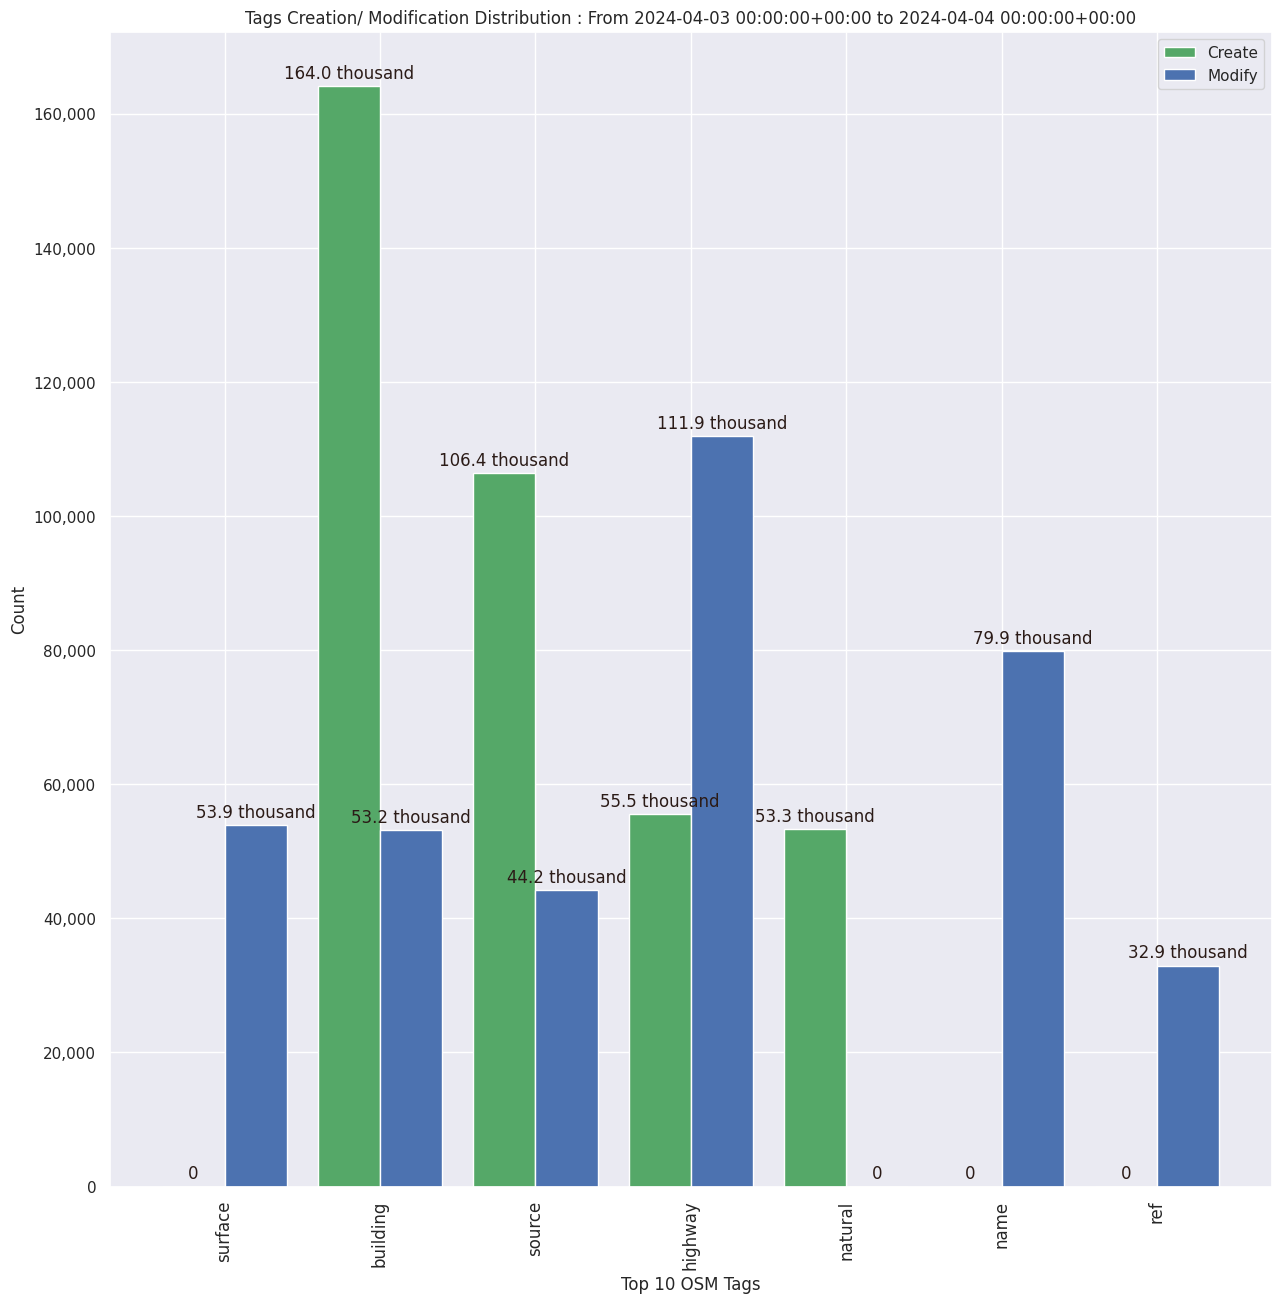 Tags Creation/ Modification Distribution : From 2024-04-03 00:00:00+00:00 to 2024-04-04 00:00:00+00:00
Create
Modify
164.0 thousand
160,000
140,000
120,000
111.9 thousand
106.4 thousand
100,000
Count
80,000
79.9 thousand
60,000
53.9 thousand
53.2 thousand
55.5 thousand
53.3 thousand
44.2 thousand
40,000
32.9 thousand
20,000
0
0
0
0
0
surface
building
source
highway
natural
name
ref
Top 10 OSM Tags